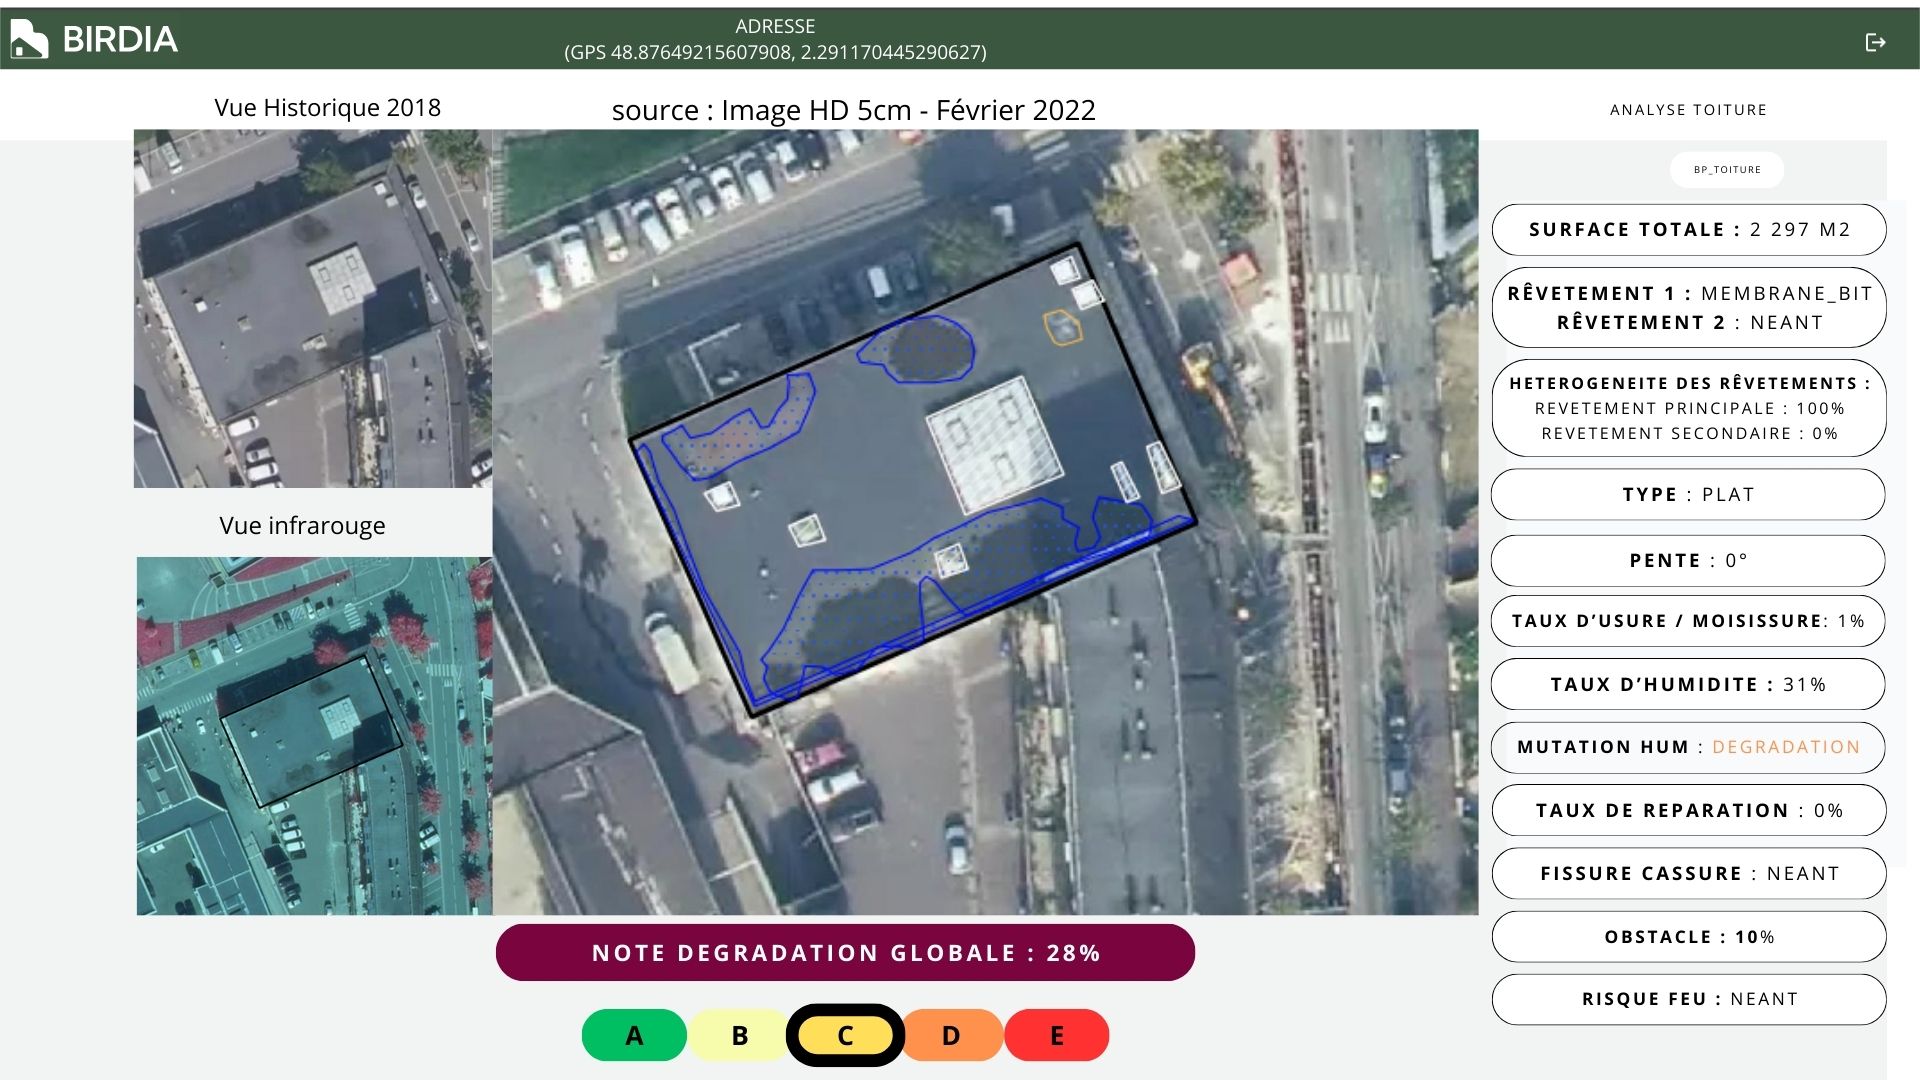 BIRDIA
ADRESSE
(GPS 48.87649215607908, 2.291170445290627)
Vue Historique 2018
source : Image HD 5cm - Février 2022
Vue infrarouge
NOTE DEGRADATION GLOBALE : 28%
A
B
C
D
E
ANALYSE TOITURE
BP_TOITURE
SURFACE TOTALE : 2 297 M2
RÊVETEMENT 1 : MEMBRANE_BIT
RÊVETEMENT 2 : NEANT
HETEROGENEITE DES RÊVETEMENTS :
REVETEMENT PRINCIPALE : 100%
REVETEMENT SECONDAIRE : 0%
TYPE : PLAT
PENTE : 0°
TAUX D'USURE / MOISISSURE: 1%
TAUX D'HUMIDITE : 31%
MUTATION HUM : DEGRADATION
TAUX DE REPARATION : 0%
FISSURE CASSURE : NEANT
OBSTACLE : 10%
RISQUE FEU : NEANT